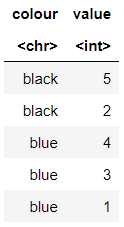 colour value
<chr> <int>
black 5
black 2
blue 4
blue 3
blue 1